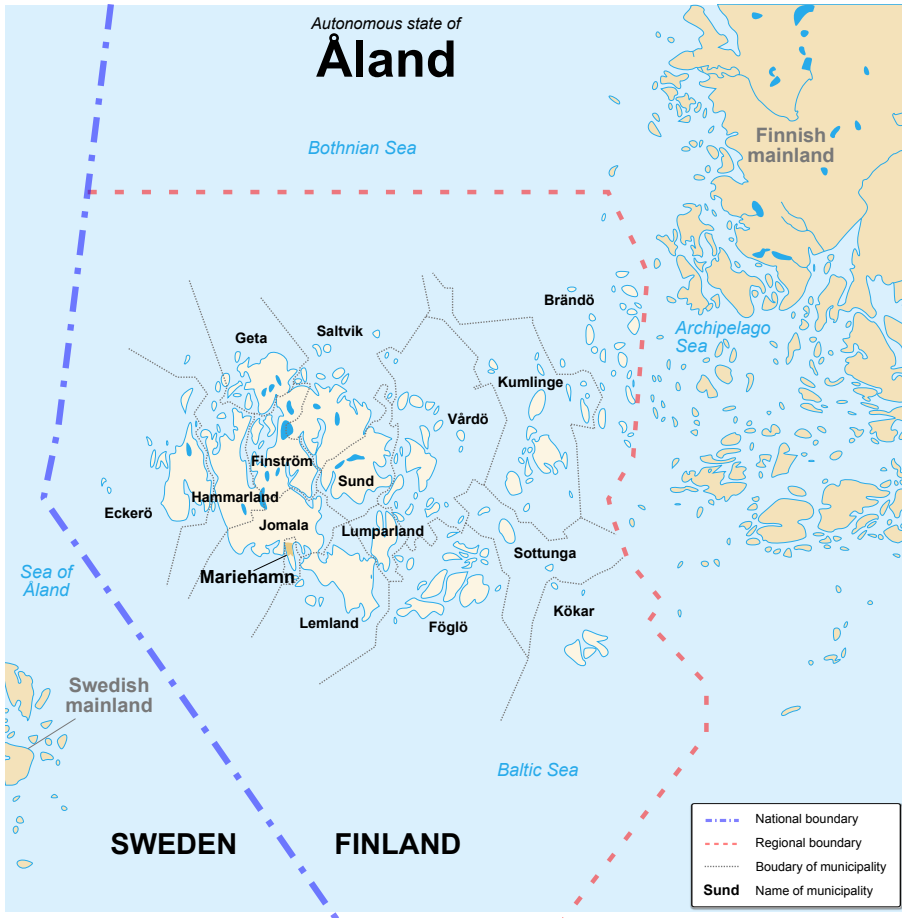 Autonomous state of
Åland
Bothnian Sea
Finnish
mainland
Brändö
Archipelago
Sea
Geta
Saltvik
Kumlinge
Vårdö
Finström
Sund
Hammarland
Eckerö
Jomala
Lumparland
Sottunga
Mariehamn
Sea of
Åland
Kökar
Lemland
Föglö
Swedish
mainland
Baltic Sea
SWEDEN
FINLAND
National boundary
Regional boundary
Boudary of municipality
Sund Name of municipality